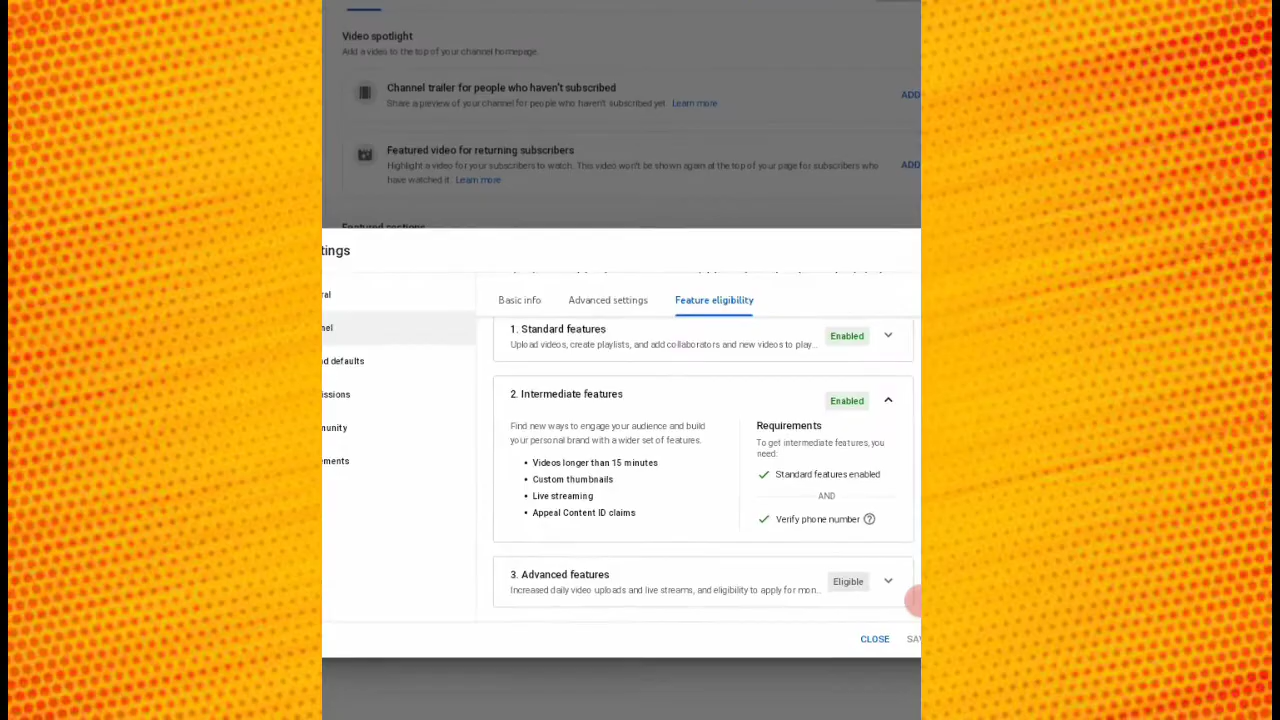 Video spotlight
Add a video to the top of your channel homepage.
Channel trailer for people who haven't subscribed
Share a preview of your channel for people who haven't subscribed yet. Learn more
ADD
Featured video for returning subscribers
Highlight a video for your subscribers to watch. This video won't be shown again at the top of your page for subscribers who
have watched it. Learn more
ADD
Featured sections
tings
ral
nel
d defaults
issions
unity
ements
Basic info
Advanced settings
Feature eligibility
1. Standard features
Upload videos, create playlists, and add collaborators and new videos to play...
Enabled
2. Intermediate features
Enabled
Find new ways to engage your audience and build
your personal brand with a wider set of features.
• Videos longer than 15 minutes
• Custom thumbnails
• Live streaming
• Appeal Content ID claims
Requirements
To get intermediate features, you
need:
Standard features enabled
AND
Verify phone number
3. Advanced features
Increased daily video uploads and live streams, and eligibility to apply for mon...
Eligible
CLOSE
SAV